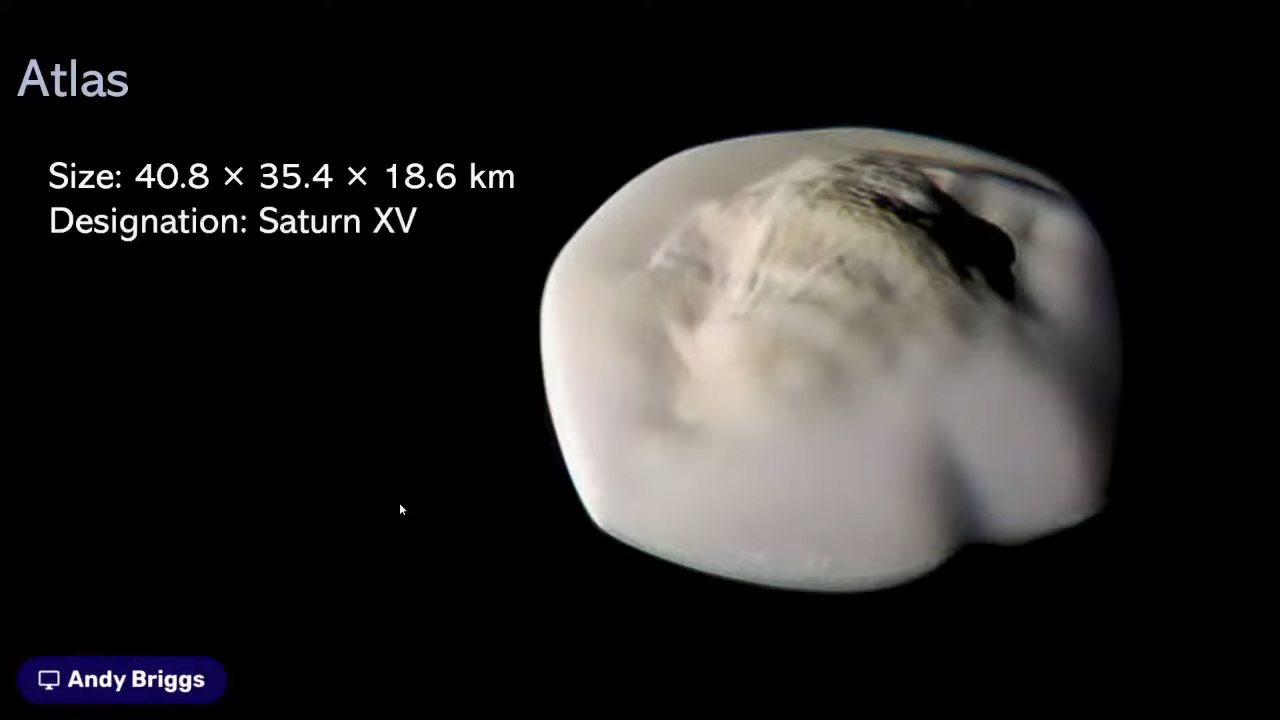 Atlas
Size: 40.8 × 35.4 × 18.6 km
Designation: Saturn XV
Andy Briggs